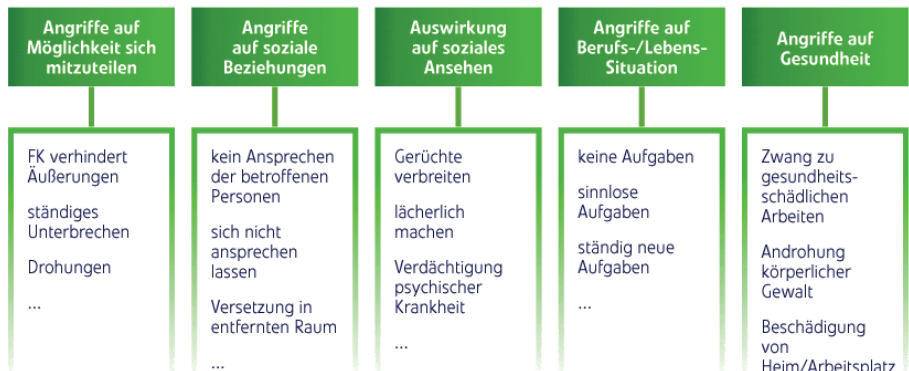 Angriffe auf
Möglichkeit sich
mitzuteilen
FK verhindert
Äußerungen
ständiges
Unterbrechen
Drohungen
...
Angriffe
auf soziale
Beziehungen
kein Ansprechen
der betroffenen
Personen
sich nicht
ansprechen
lassen
Versetzung in
entfernten Raum
...
Auswirkung
auf soziales
Ansehen
Gerüchte
verbreiten
lächerlich
machen
Verdächtigung
psychischer
Krankheit
...
Angriffe auf
Berufs-/Lebens-
Situation
keine Aufgaben
sinnlose
Aufgaben
ständig neue
Aufgaben
...
Angriffe auf
Gesundheit
Zwang zu
gesundheits-
schädlichen
Arbeiten
Androhung
körperlicher
Gewalt
Beschädigung
von
Heim/Arbeitsplatz